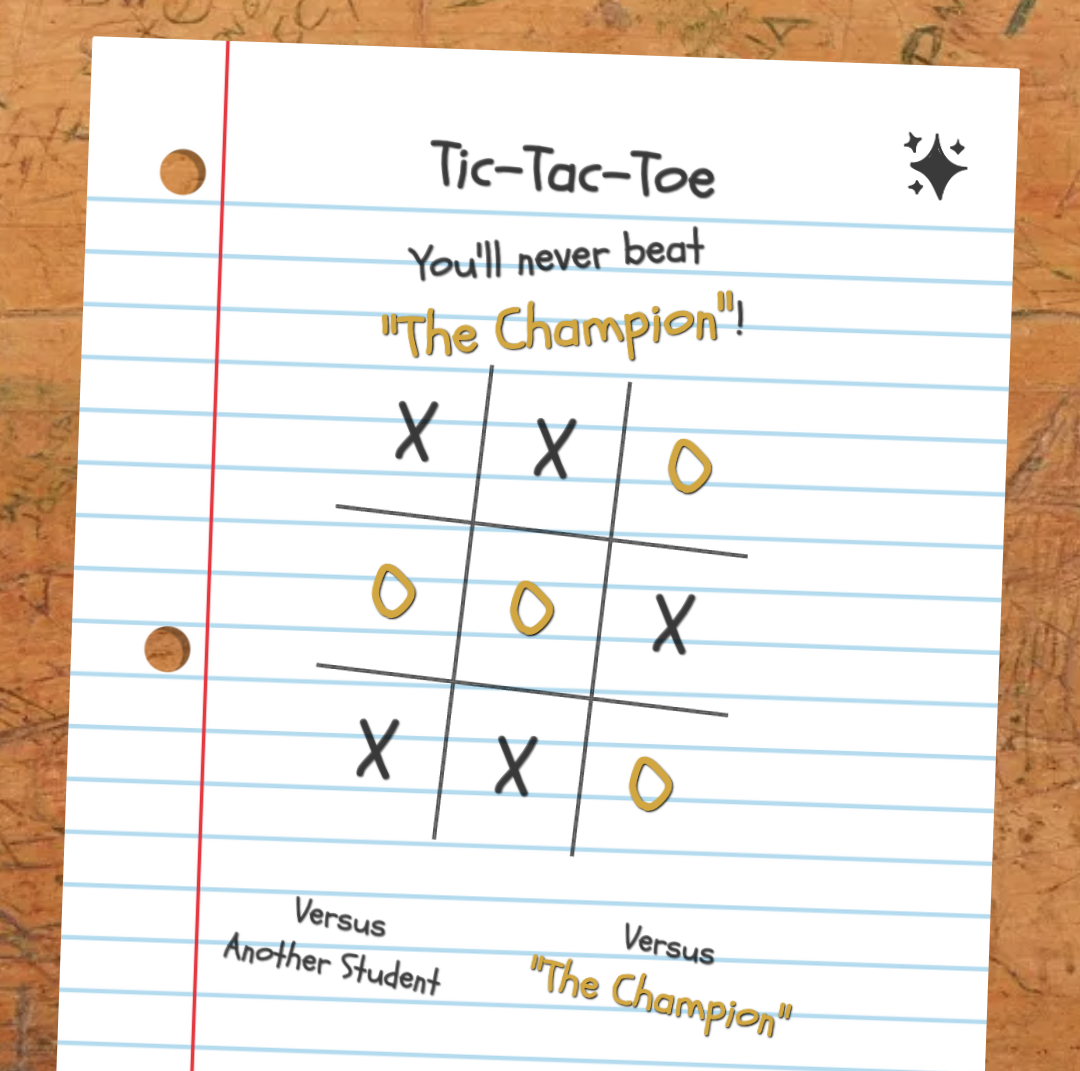 Tic-Tac-Toe
You'll never beat
"The Champion"!
X X O
O O X
X X O
Versus
Another Student
Versus
"The Champion"